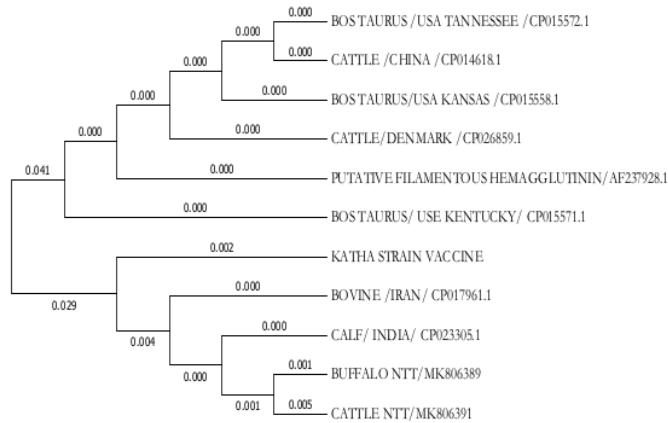 0.000
BOS TAURUS /USA TANNESSEE /CP015572.1
0.000
0.000
CATTLE /CHINA /CP014618.1
0.000
0.000
BOS TAURUS/USA KANSAS /CP015558.1
0.000
0.000
CATTLE/DENMARK /CP026859.1
0.000
0.041
0.000
PUTATIVE FILAMENTOUS HEMAGGLUTININ/AF237928.1
0.000
BOS TAURUS/ USE KENTUCKY/ CP015571.1
0.002
KATHA STRAIN VACCINE
0.029
0.000
BOVINE /IRAN/ CP017961.1
0.004
0.000
CALF/ INDIA/ CP023305.1
0.000
0.001
BUFFALO NTT/MK806389
0.001
0.005
CATTLE NTT/MK806391